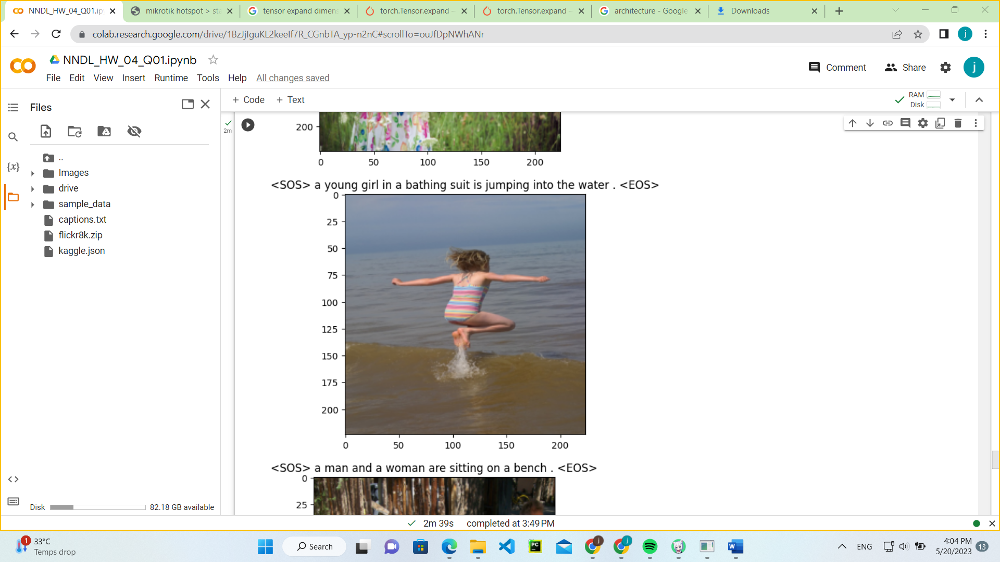 NNDL_HW_04_Q01.ip
mikrotik hotspot > sta
tensor expand dimens
torch.Tensor.expand
torch.Tensor.expand
architecture - Google
Downloads
colab.research.google.com/drive/1BzJjIguKL2keeIf7R_CGnbTA_yp-n2nC#scrollTo=ouJfDpNWhANr
j
NNDL_HW_04_Q01.ipynb
Comment
Share
j
File Edit View Insert Runtime Tools Help All changes saved
Files
+ Code + Text
RAM
Disk
2m
{x}
..
Images
drive
sample_data
captions.txt
flickr8k.zip
kaggle.json
200
0 50 100 150 200
<SOS> a young girl in a bathing suit is jumping into the water . <EOS>
0
25
50
75
100
125
150
175
200
0 50 100 150 200
<SOS> a man and a woman are sitting on a bench . <EOS>
0
25
Disk 82.18 GB available
2m 39s completed at 3:49 PM
1
33°C
Temps drop
Search
PC
j
j
W
ENG
4:04 PM
5/20/2023
13